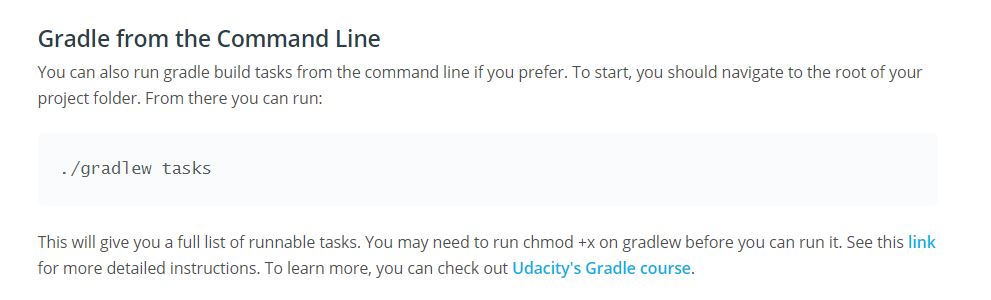 Gradle from the Command Line
You can also run gradle build tasks from the command line if you prefer. To start, you should navigate to the root of your
project folder. From there you can run:
./gradlew tasks
This will give you a full list of runnable tasks. You may need to run chmod +x on gradlew before you can run it. See this link
for more detailed instructions. To learn more, you can check out Udacity's Gradle course.